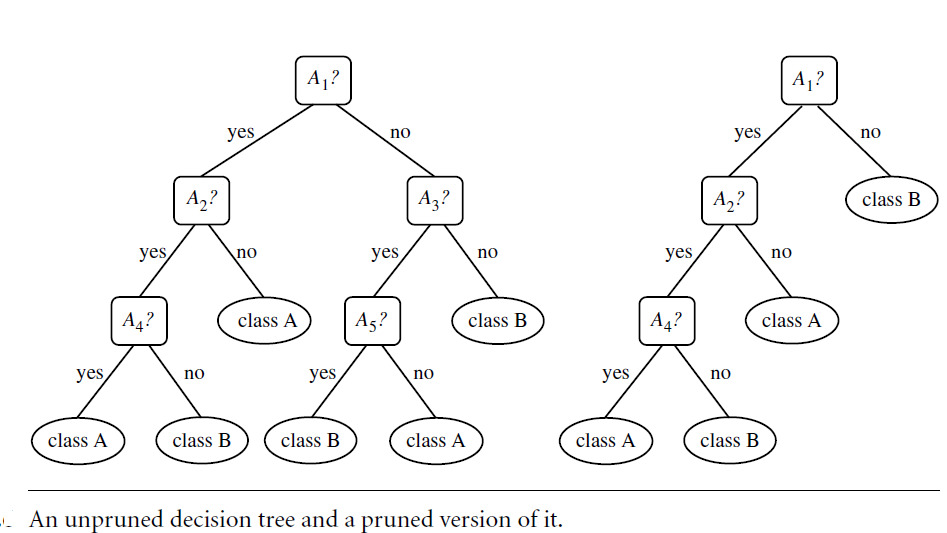 A1? A1?
yes no yes no
A2? A3? A2? class B
yes no yes no yes no
A4? class A A5? class B A4? class A
yes no yes no yes no
class A class B class B class A class A class B
An unpruned decision tree and a pruned version of it.